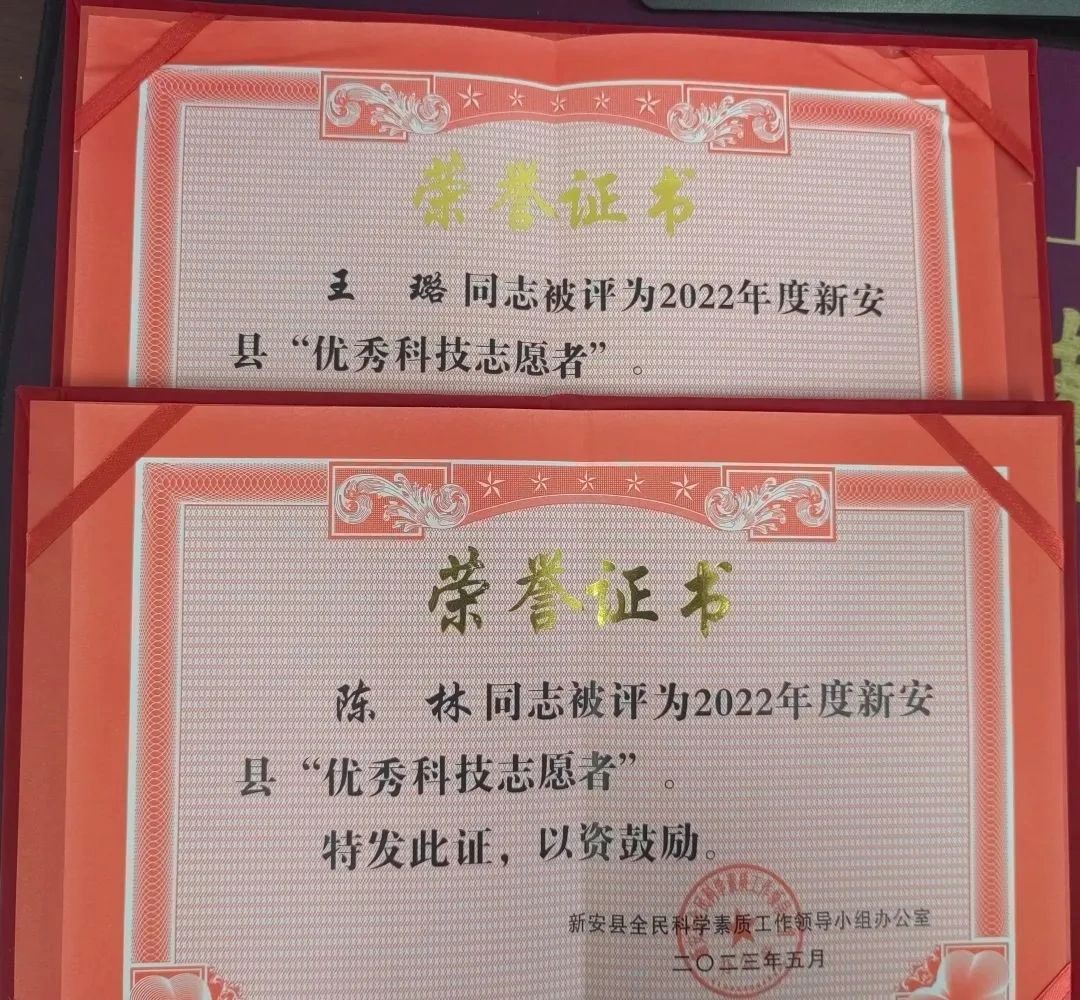 荣誉证书
王 璐 同志被评为2022年度新安
县“优秀科技志愿者”。
荣誉证书
陈 林 同志被评为2022年度新安
县“优秀科技志愿者”。
特发此证，以资鼓励。
新安县全民科学素质工作领导小组办公室
二〇二三年五月